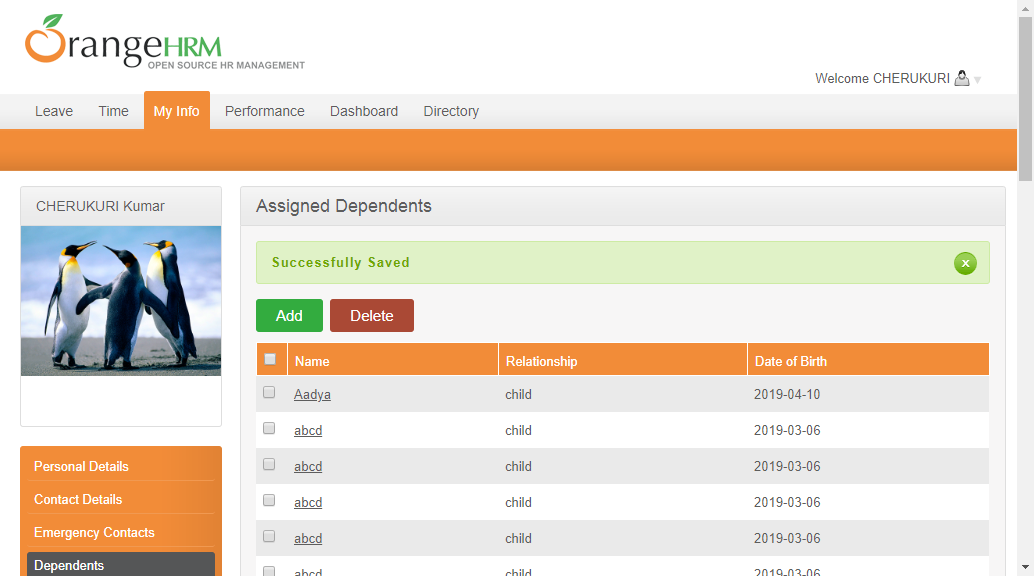 OrangeHRM
OPEN SOURCE HR MANAGEMENT
Welcome CHERUKURI
Leave Time My Info Performance Dashboard Directory
CHERUKURI Kumar
Assigned Dependents
Successfully Saved
Add Delete
Name Relationship Date of Birth
Aadya child 2019-04-10
abcd child 2019-03-06
abcd child 2019-03-06
abcd child 2019-03-06
abcd child 2019-03-06
abcd child 2019-03-06
Personal Details
Contact Details
Emergency Contacts
Dependents